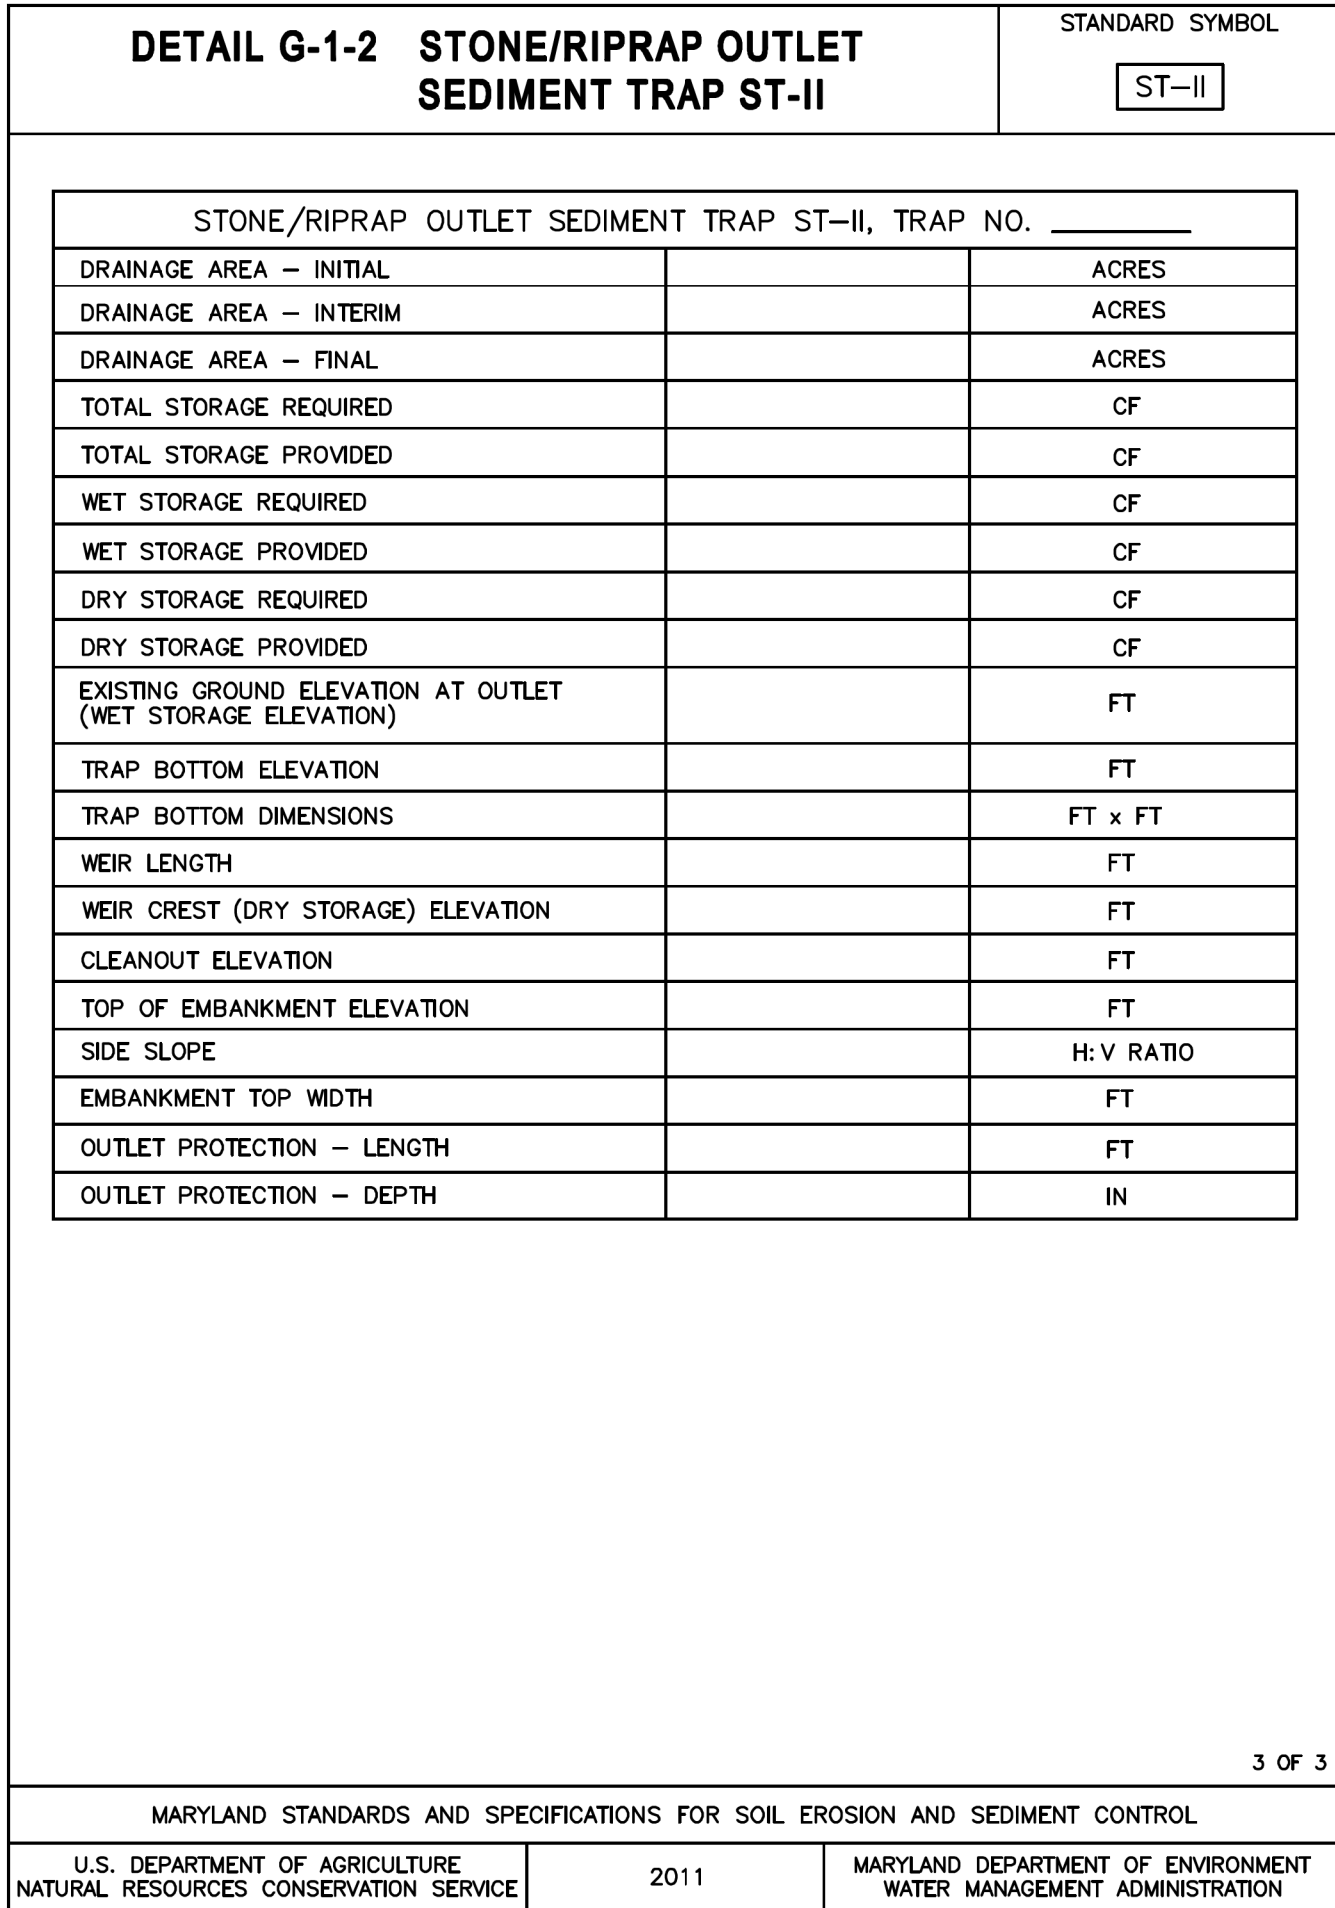 DETAIL G-1-2 STONE/RIPRAP OUTLET
SEDIMENT TRAP ST-II
STANDARD SYMBOL
ST-II
STONE/RIPRAP OUTLET SEDIMENT TRAP ST-II, TRAP NO. ________
DRAINAGE AREA - INITIAL ACRES
DRAINAGE AREA - INTERIM ACRES
DRAINAGE AREA - FINAL ACRES
TOTAL STORAGE REQUIRED CF
TOTAL STORAGE PROVIDED CF
WET STORAGE REQUIRED CF
WET STORAGE PROVIDED CF
DRY STORAGE REQUIRED CF
DRY STORAGE PROVIDED CF
EXISTING GROUND ELEVATION AT OUTLET
(WET STORAGE ELEVATION) FT
TRAP BOTTOM ELEVATION FT
TRAP BOTTOM DIMENSIONS FT x FT
WEIR LENGTH FT
WEIR CREST (DRY STORAGE) ELEVATION FT
CLEANOUT ELEVATION FT
TOP OF EMBANKMENT ELEVATION FT
SIDE SLOPE H:V RATIO
EMBANKMENT TOP WIDTH FT
OUTLET PROTECTION - LENGTH FT
OUTLET PROTECTION - DEPTH IN
3 OF 3
MARYLAND STANDARDS AND SPECIFICATIONS FOR SOIL EROSION AND SEDIMENT CONTROL
U.S. DEPARTMENT OF AGRICULTURE
NATURAL RESOURCES CONSERVATION SERVICE
2011
MARYLAND DEPARTMENT OF ENVIRONMENT
WATER MANAGEMENT ADMINISTRATION